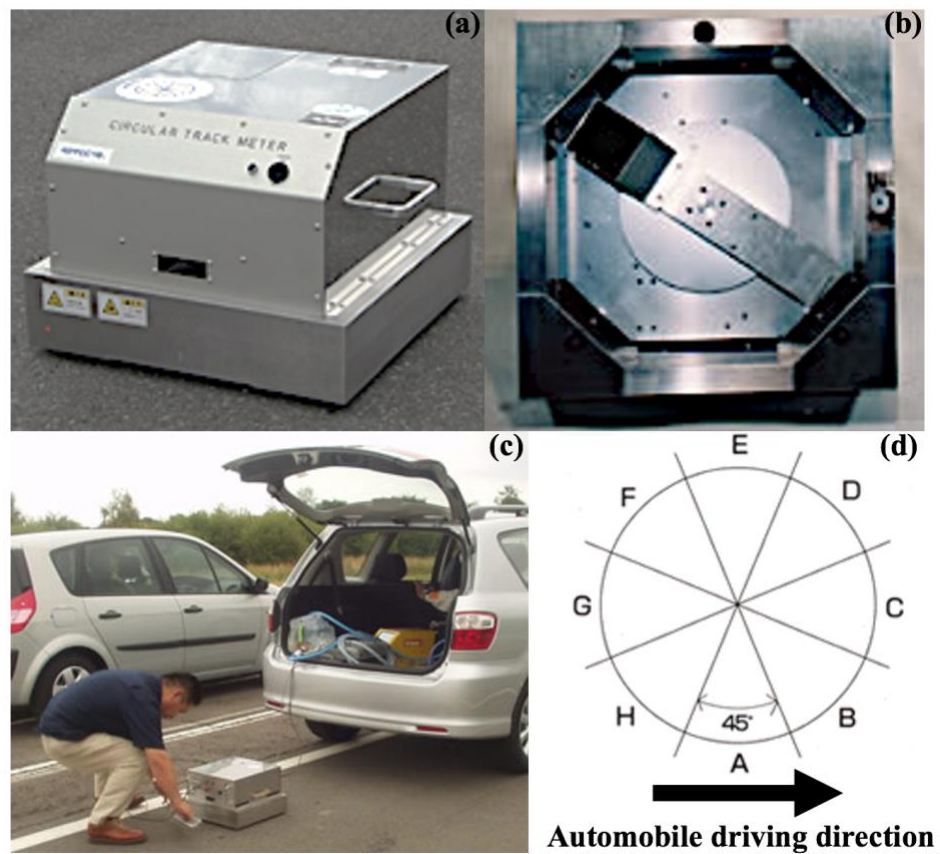 (a)
CIRCULAR TRACK METER
(b)
(c)
(d)
E
F
D
G
C
H
B
45°
A
Automobile driving direction